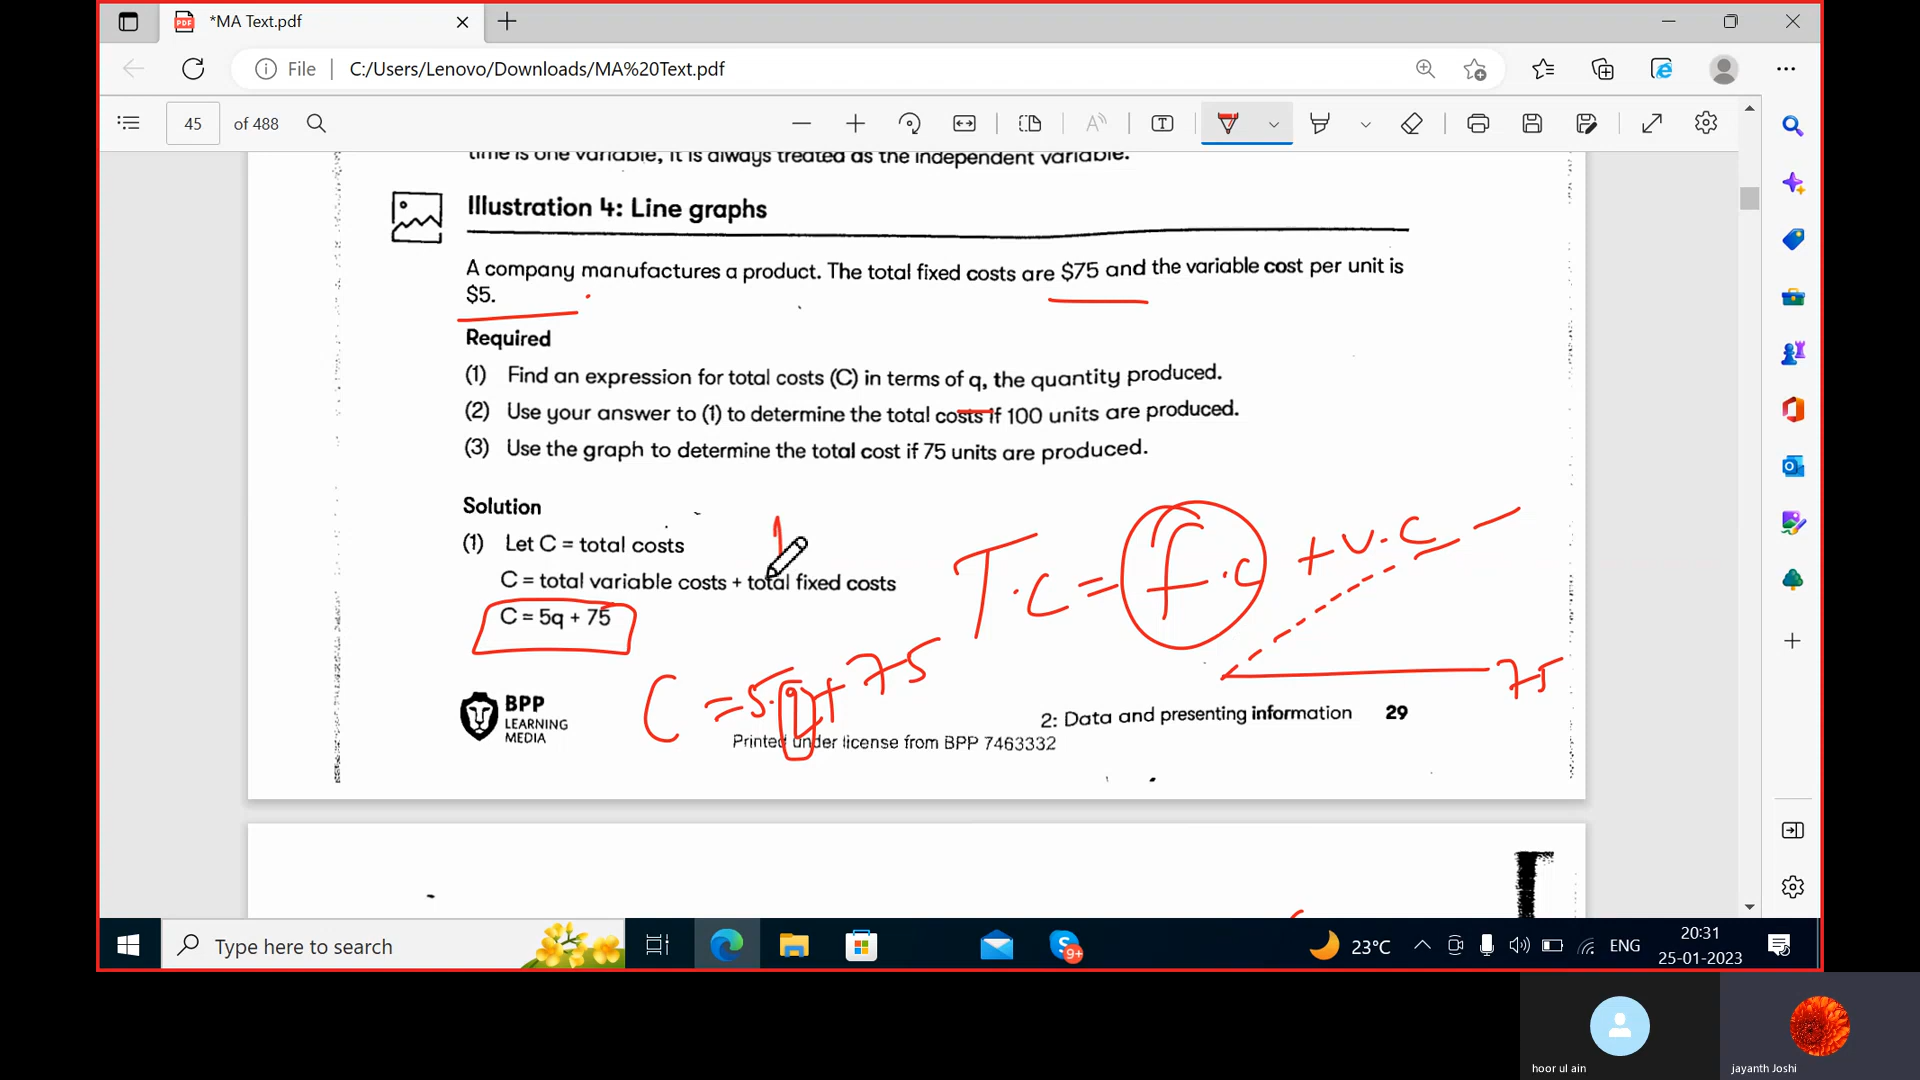 *MA Text.pdf
File
C:/Users/Lenovo/Downloads/MA%20Text.pdf
45 of 488
time is one variable, it is always treated as the independent variable.
Illustration 4: Line graphs
A company manufactures a product. The total fixed costs are $75 and the variable cost per unit is
$5.
Required
(1) Find an expression for total costs (C) in terms of q, the quantity produced.
(2) Use your answer to (1) to determine the total costs if 100 units are produced.
(3) Use the graph to determine the total cost if 75 units are produced.
Solution
(1) Let C = total costs
C = total variable costs + total fixed costs
C = 5q + 75
T.C = f.c + v.c
75
C = 5.q + 75
BPP
LEARNING
MEDIA
2: Data and presenting information 29
Printed under license from BPP 7463332
Type here to search
9+
23°C
ENG
20:31
25-01-2023
hoor ul ain
jayanth Joshi